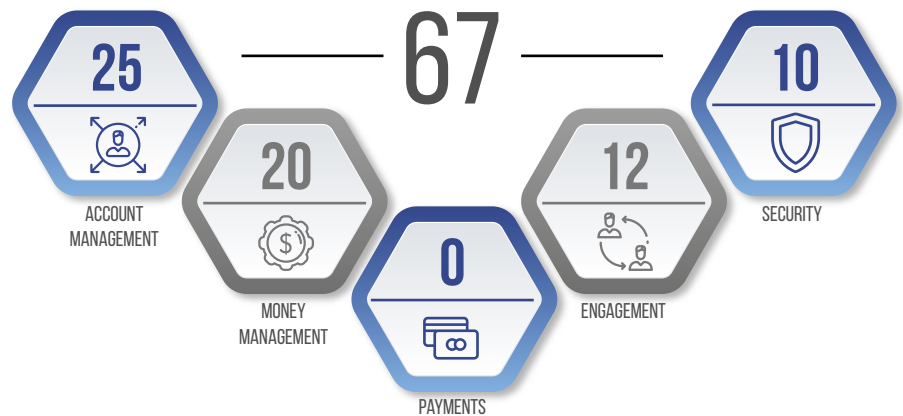 67
25
ACCOUNT
MANAGEMENT
20
$
MONEY
MANAGEMENT
0
PAYMENTS
12
ENGAGEMENT
10
SECURITY